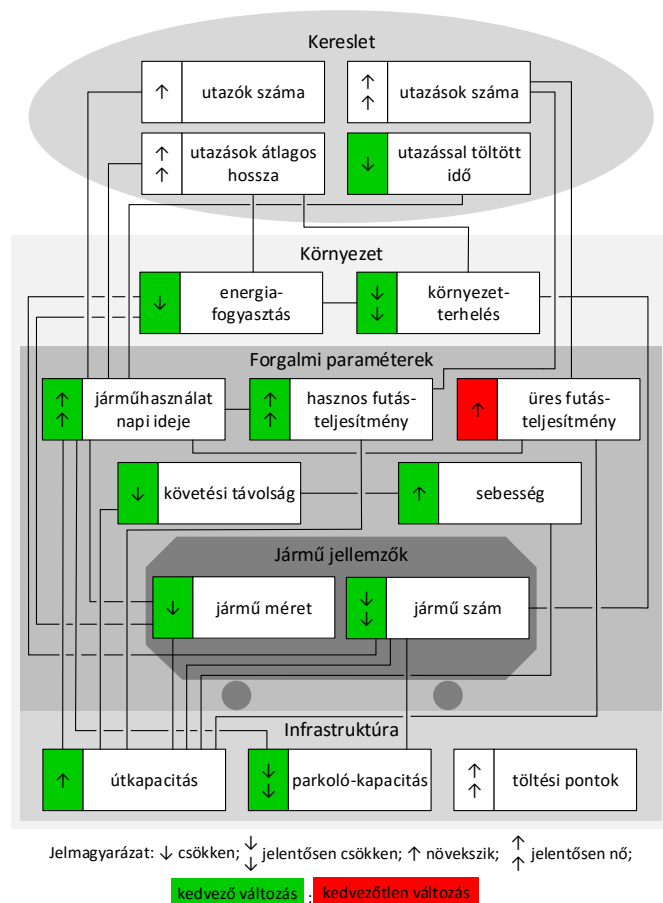 Kereslet
↑ utazók száma
↑↑ utazások száma
↑↑ utazások átlagos
hossza
↓ utazással töltött
idő
Környezet
↓ energia-
fogyasztás
↓↓ környezet-
terhelés
Forgalmi paraméterek
↑↑ járműhasználat
napi ideje
↑↑ hasznos futás-
teljesítmény
↑ üres futás-
teljesítmény
↓ követési távolság
↑ sebesség
Jármű jellemzők
↓ jármű méret
↓↓ jármű szám
Infrastruktúra
↑ útkapacitás
↓↓ parkoló-kapacitás
↑↑ töltési pontok
Jelmagyarázat: ↓ csökken; ↓↓ jelentősen csökken; ↑ növekszik; ↑↑ jelentősen nő;
kedvező változás ; kedvezőtlen változás